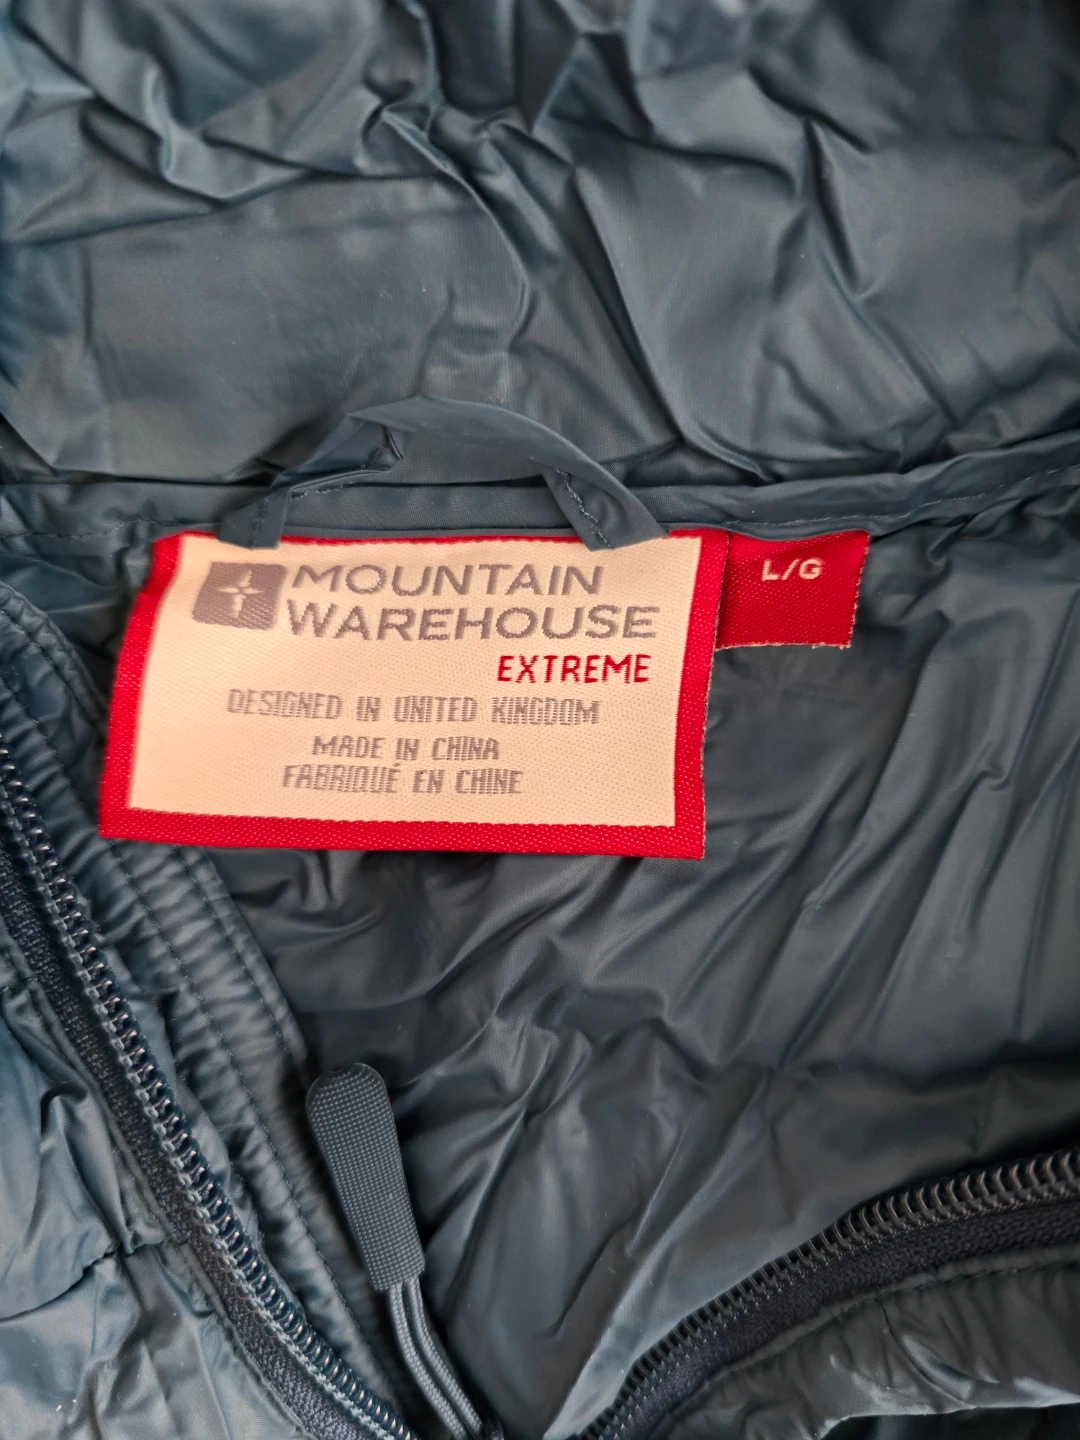 MOUNTAIN
WAREHOUSE
EXTREME
DESIGNED IN UNITED KINGDOM
MADE IN CHINA
FABRIQUÉ EN CHINE
L/G